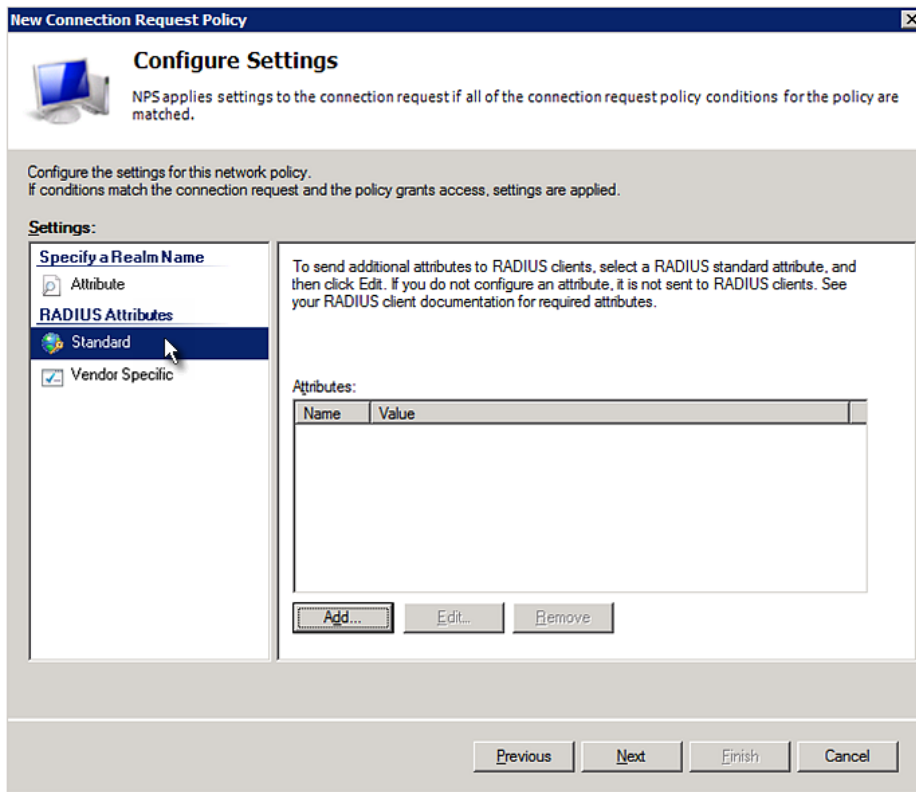 New Connection Request Policy
Configure Settings
NPS applies settings to the connection request if all of the connection request policy conditions for the policy are
matched.
Configure the settings for this network policy.
If conditions match the connection request and the policy grants access, settings are applied.
Settings:
Specify a Realm Name
Attribute
RADIUS Attributes
Standard
Vendor Specific
To send additional attributes to RADIUS clients, select a RADIUS standard attribute, and
then click Edit. If you do not configure an attribute, it is not sent to RADIUS clients. See
your RADIUS client documentation for required attributes.
Attributes:
Name Value
Add... Edit... Remove
Previous Next Finish Cancel